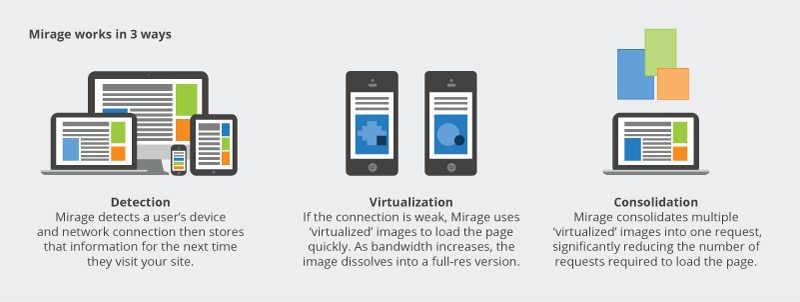 Mirage works in 3 ways
Detection
Mirage detects a user's device
and network connection then stores
that information for the next time
they visit your site.
Virtualization
If the connection is weak, Mirage uses
'virtualized' images to load the page
quickly. As bandwidth increases, the
image dissolves into a full-res version.
Consolidation
Mirage consolidates multiple
'virtualized' images into one request,
significantly reducing the number of
requests required to load the page.